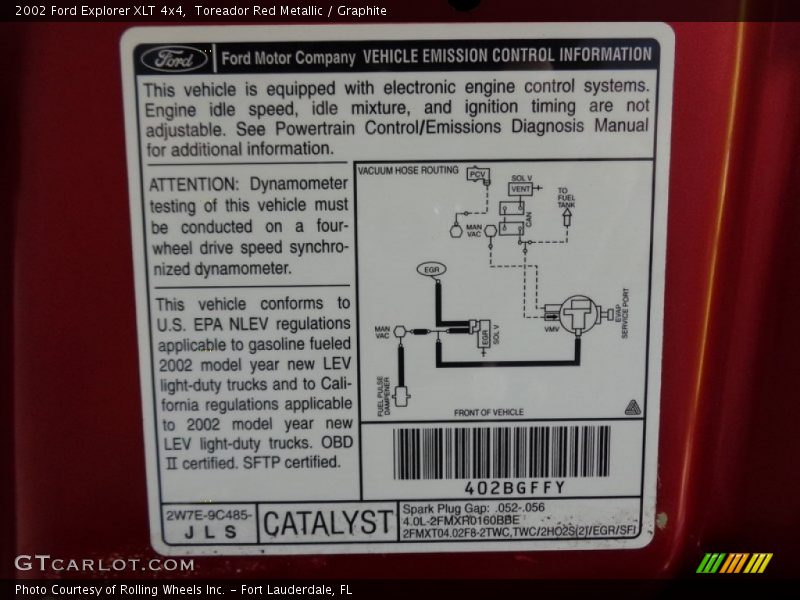 2002 Ford Explorer XLT 4x4, Toreador Red Metallic / Graphite
Ford Ford Motor Company VEHICLE EMISSION CONTROL INFORMATION
This vehicle is equipped with electronic engine control systems.
Engine idle speed, idle mixture, and ignition timing are not
adjustable. See Powertrain Control/Emissions Diagnosis Manual
for additional information.
ATTENTION: Dynamometer
testing of this vehicle must
be conducted on a four-
wheel drive speed synchro-
nized dynamometer.
This vehicle conforms to
U.S. EPA NLEV regulations
applicable to gasoline fueled
2002 model year new LEV
light-duty trucks and to Cali-
fornia regulations applicable
to 2002 model year new
LEV light-duty trucks. OBD
II certified. SFTP certified.
VACUUM HOSE ROUTING
PCV
SOL V
VENT
TO
FUEL
TANK
CAN
MAN
VAC
EGR
MAN
VAC
EGR
SOL V
VMV
EVAP
SERVICE PORT
FUEL PULSE
DAMPENER
FRONT OF VEHICLE
402BGFFY
2W7E-9C485-
JLS
CATALYST
Spark Plug Gap: .052-.056
4.0L-2FMXR0160BBE
2FMXT04.02F8-2TWC,TWC/2HO2S(2)/EGR/SFI
GTCARLOT.COM
Photo Courtesy of Rolling Wheels Inc. – Fort Lauderdale, FL